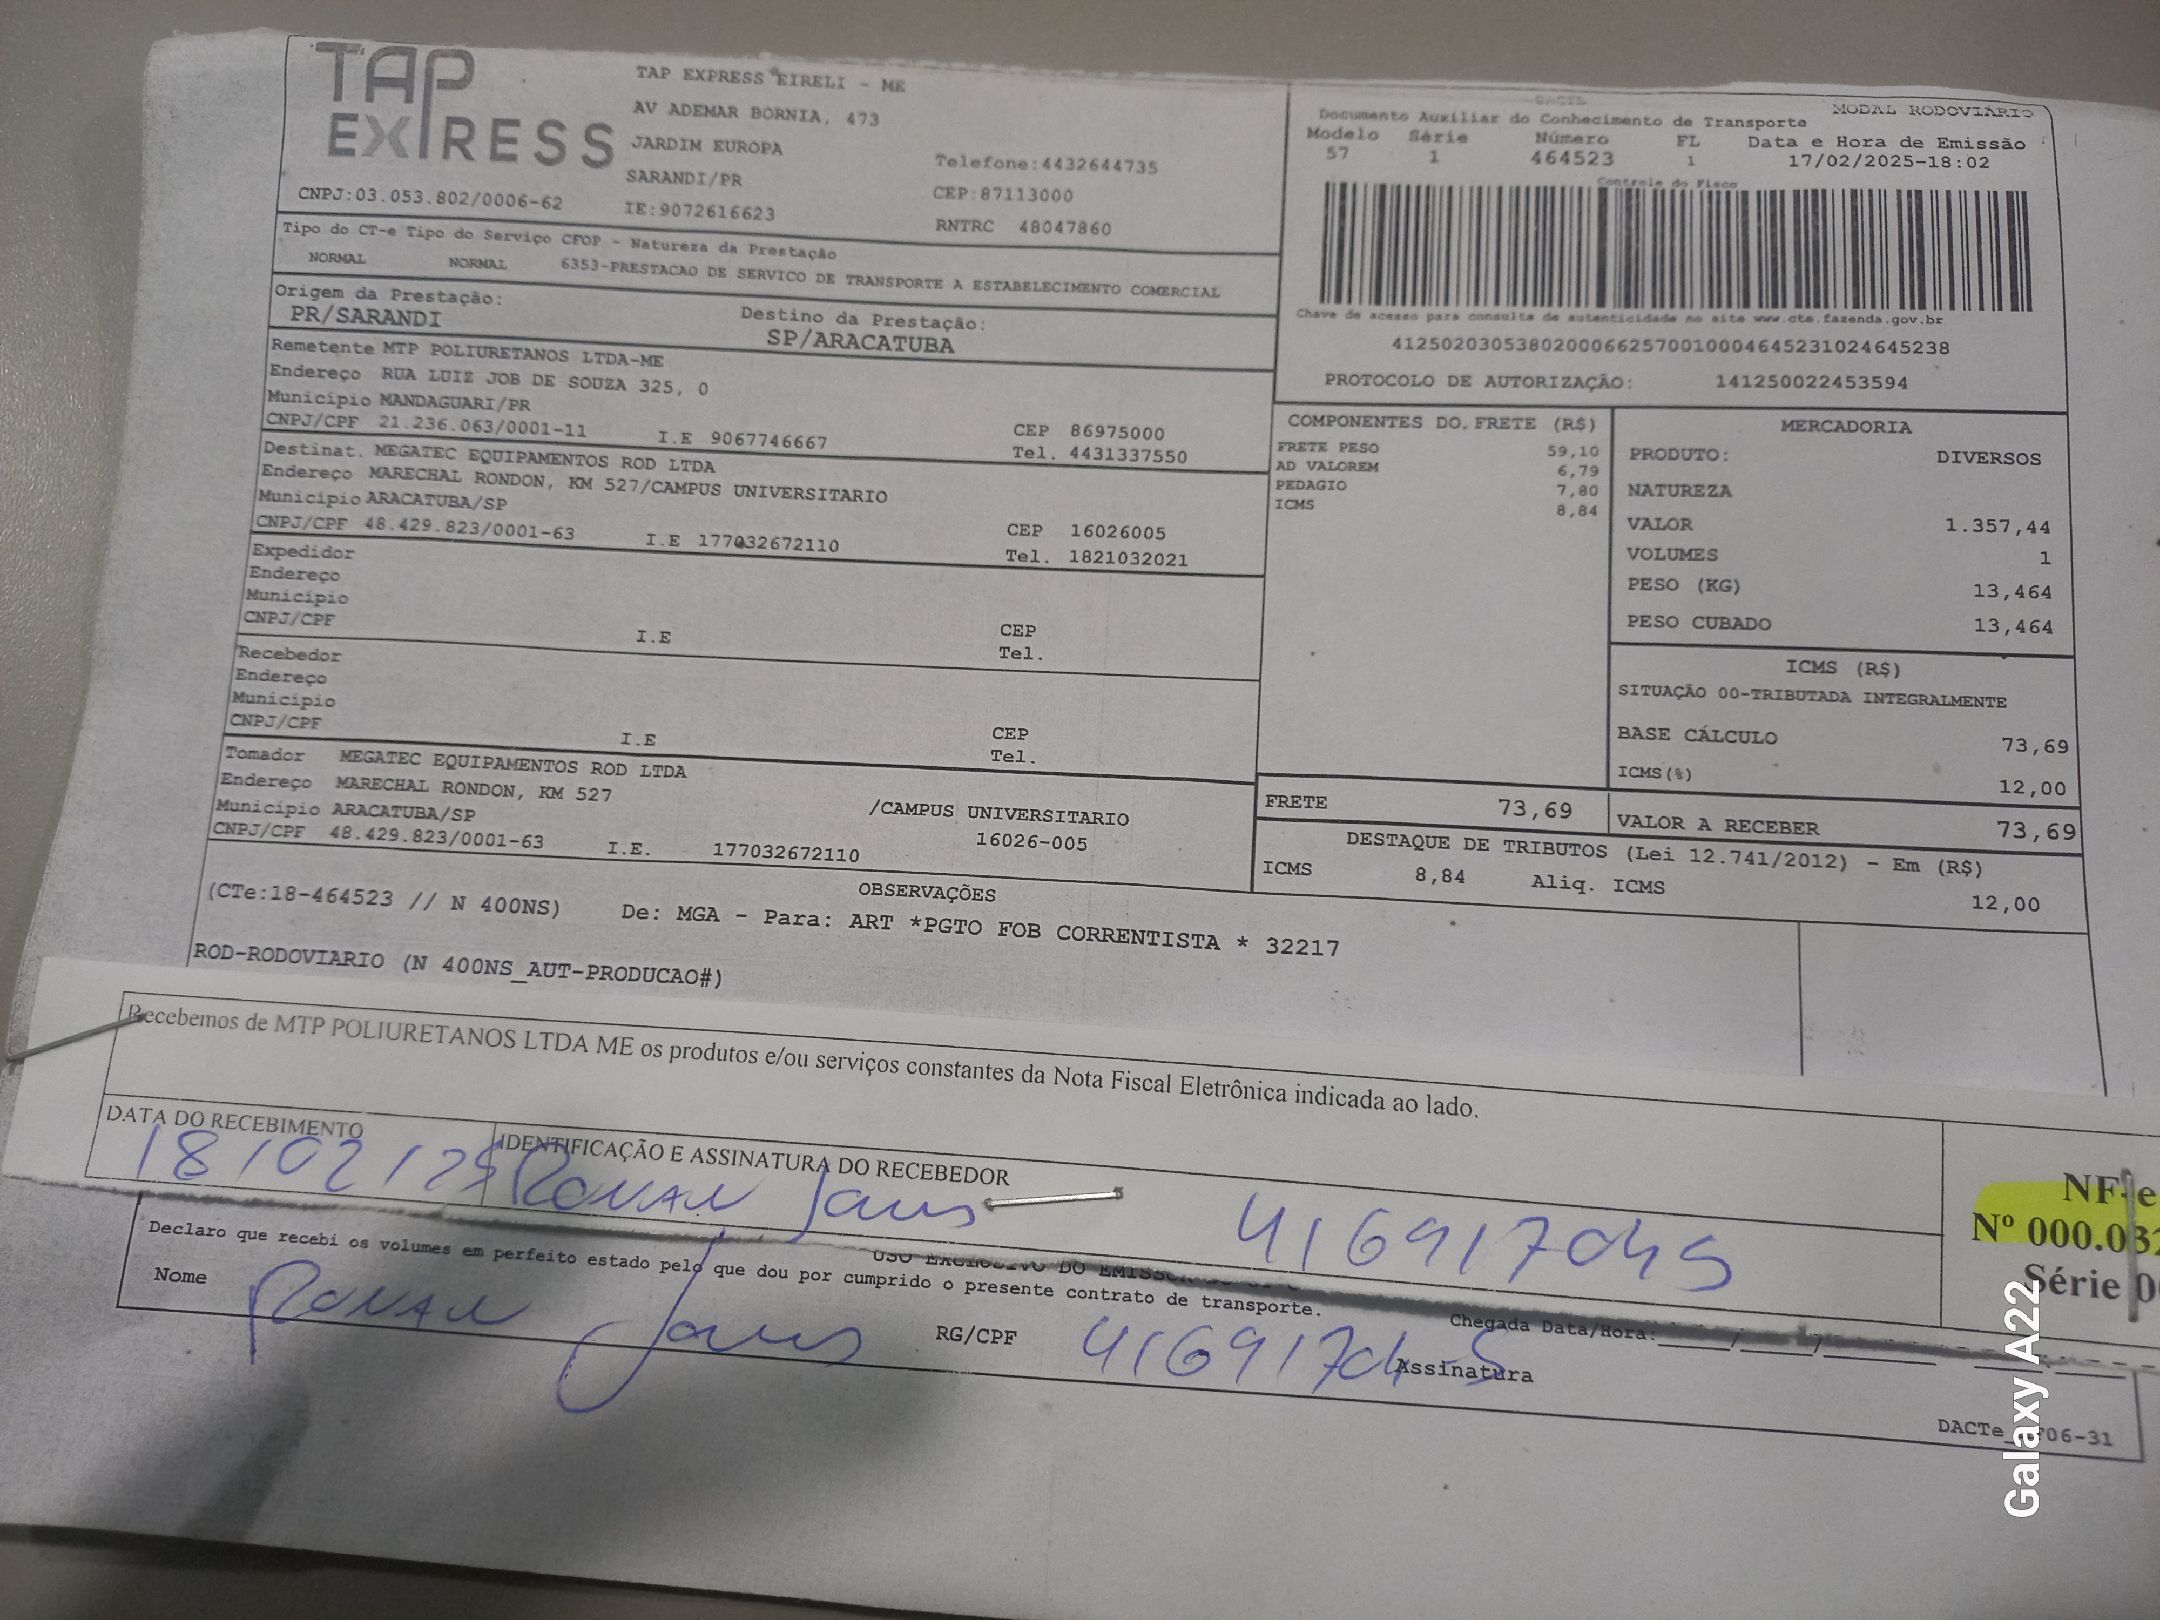 TAP EXPRESS
TAP EXPRESS EIRELI - ME
AV ADEMAR BORNIA, 473
JARDIM EUROPA
SARANDI/PR
Telefone:4432644735
CEP:87113000
CNPJ:03.053.802/0006-62 IE:9072616623 RNTRC 48047860
Tipo do CT-e Tipo do Serviço CFOP - Natureza da Prestação
NORMAL NORMAL 6353-PRESTACAO DE SERVICO DE TRANSPORTE A ESTABELECIMENTO COMERCIAL
Origem da Prestação: Destino da Prestação:
PR/SARANDI SP/ARACATUBA
Remetente MTP POLIURETANOS LTDA-ME
Endereço RUA LUIZ JOB DE SOUZA 325, 0
Município MANDAGUARI/PR CEP 86975000
CNPJ/CPF 21.236.063/0001-11 I.E 9067746667 Tel. 4431337550
Destinat. MEGATEC EQUIPAMENTOS ROD LTDA
Endereço MARECHAL RONDON, KM 527/CAMPUS UNIVERSITARIO
Município ARACATUBA/SP CEP 16026005
CNPJ/CPF 48.429.823/0001-63 I.E 177032672110 Tel. 1821032021
Expedidor
Endereço
Município CEP
CNPJ/CPF I.E Tel.
Recebedor
Endereço
Município CEP
CNPJ/CPF I.E Tel.
Tomador MEGATEC EQUIPAMENTOS ROD LTDA
Endereço MARECHAL RONDON, KM 527 /CAMPUS UNIVERSITARIO
Município ARACATUBA/SP 16026-005
CNPJ/CPF 48.429.823/0001-63 I.E. 177032672110
MODAL RODOVIÁRIO
Documento Auxiliar do Conhecimento de Transporte
Modelo Série Número FL Data e Hora de Emissão
57 1 464523 1 17/02/2025-18:02
Controle do Fisco
Chave de acesso para consulta de autenticidade no site www.cte.fazenda.gov.br
41250203053802000662570010004645231024645238
PROTOCOLO DE AUTORIZAÇÃO: 141250022453594
COMPONENTES DO.FRETE (R$)
FRETE PESO 59,10
AD VALOREM 6,79
PEDAGIO 7,80
ICMS 8,84
MERCADORIA
PRODUTO: DIVERSOS
NATUREZA
VALOR 1.357,44
VOLUMES 1
PESO (KG) 13,464
PESO CUBADO 13,464
ICMS (R$)
SITUAÇÃO 00-TRIBUTADA INTEGRALMENTE
BASE CÁLCULO 73,69
ICMS(%) 12,00
FRETE 73,69 VALOR A RECEBER 73,69
DESTAQUE DE TRIBUTOS (Lei 12.741/2012) - Em (R$)
ICMS 8,84 Aliq. ICMS 12,00
OBSERVAÇÕES
(CTe:18-464523 // N 400NS) De: MGA - Para: ART *PGTO FOB CORRENTISTA * 32217
ROD-RODOVIARIO (N 400NS_AUT-PRODUCAO#)
Recebemos de MTP POLIURETANOS LTDA ME os produtos e/ou serviços constantes da Nota Fiscal Eletrônica indicada ao lado.
DATA DO RECEBIMENTO IDENTIFICAÇÃO E ASSINATURA DO RECEBEDOR
18/02/25 Ronan 41691704S
NF-e
Nº 000.032
Série 0
USO EXCLUSIVO DO EMISSOR
Declaro que recebi os volumes em perfeito estado pelo que dou por cumprido o presente contrato de transporte.
Chegada Data/Hora:
Nome Ronan RG/CPF 41691704-S Assinatura
06-31
Galaxy A22